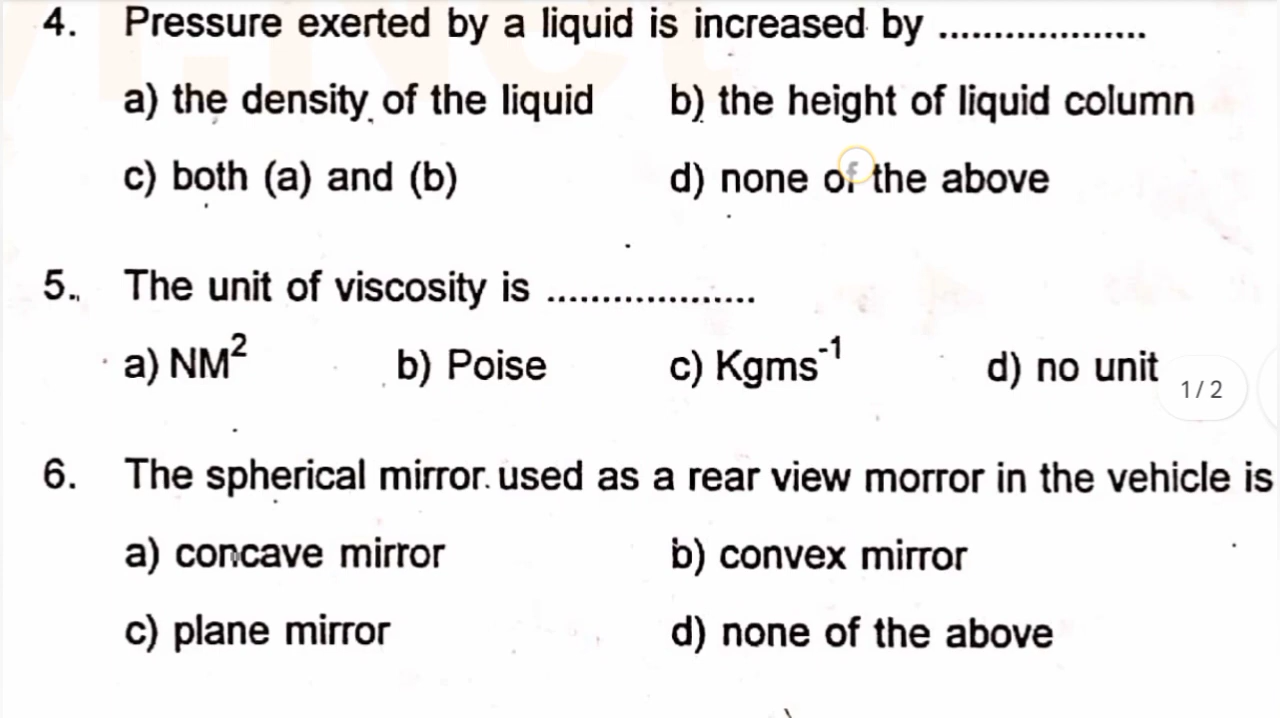 4. Pressure exerted by a liquid is increased by ...................
a) the density of the liquid b) the height of liquid column
c) both (a) and (b) d) none of the above
5. The unit of viscosity is ...................
a) NM² b) Poise c) Kgms⁻¹ d) no unit
1 / 2
6. The spherical mirror used as a rear view morror in the vehicle is
a) concave mirror b) convex mirror
c) plane mirror d) none of the above